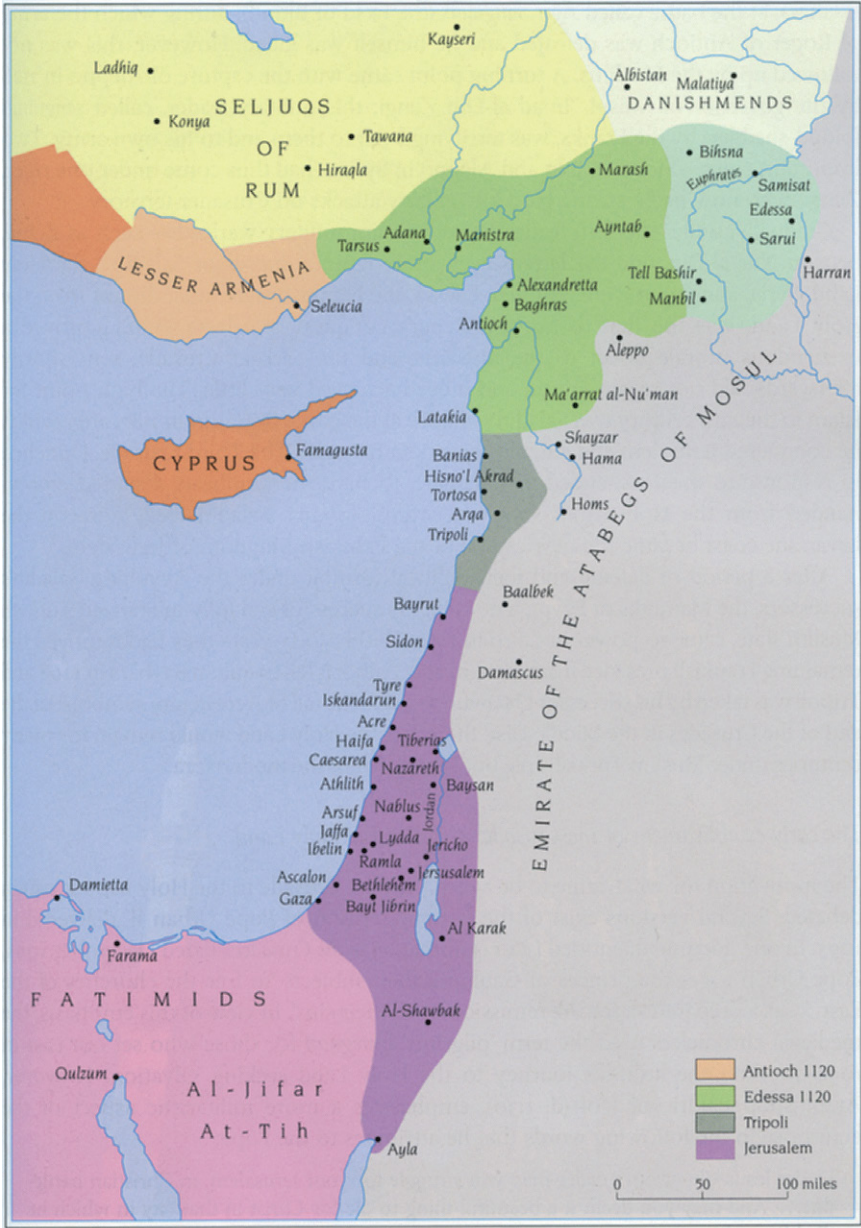 Kayseri
Ladhiq
Albistan
Malatiya
SELJUQS
OF
RUM
DANISHMENDS
Konya
Tawana
Hiraqla
Bihsna
Euphrates
Marash
Samisat
Edessa
Ayntab
Sarui
Adana
Manistra
Tarsus
LESSER ARMENIA
Tell Bashir
Harran
Manbil
Seleucia
Alexandretta
Baghras
Antioch
Aleppo
Ma'arrat al-Nu'man
Latakia
Shayzar
Hama
Banias
Hisno'l Akrad
Tortosa
Arqa
Homs
Tripoli
CYPRUS
Famagusta
EMIRATE OF THE ATABEGS OF MOSUL
Baalbek
Bayrut
Sidon
Damascus
Tyre
Iskandarun
Acre
Haifa
Tiberias
Caesarea
Nazareth
Athlith
Baysan
Nablus
Jordan
Arsuf
Jaffa
Lydda
Ibelin
Jericho
Ramla
Jersusalem
Ascalon
Bethlehem
Gaza
Bayt Jibrin
Al Karak
Damietta
Farama
FATIMIDS
Al-Shawbak
Qulzum
Al-Jifar
At-Tih
Ayla
Antioch 1120
Edessa 1120
Tripoli
Jerusalem
0 50 100 miles